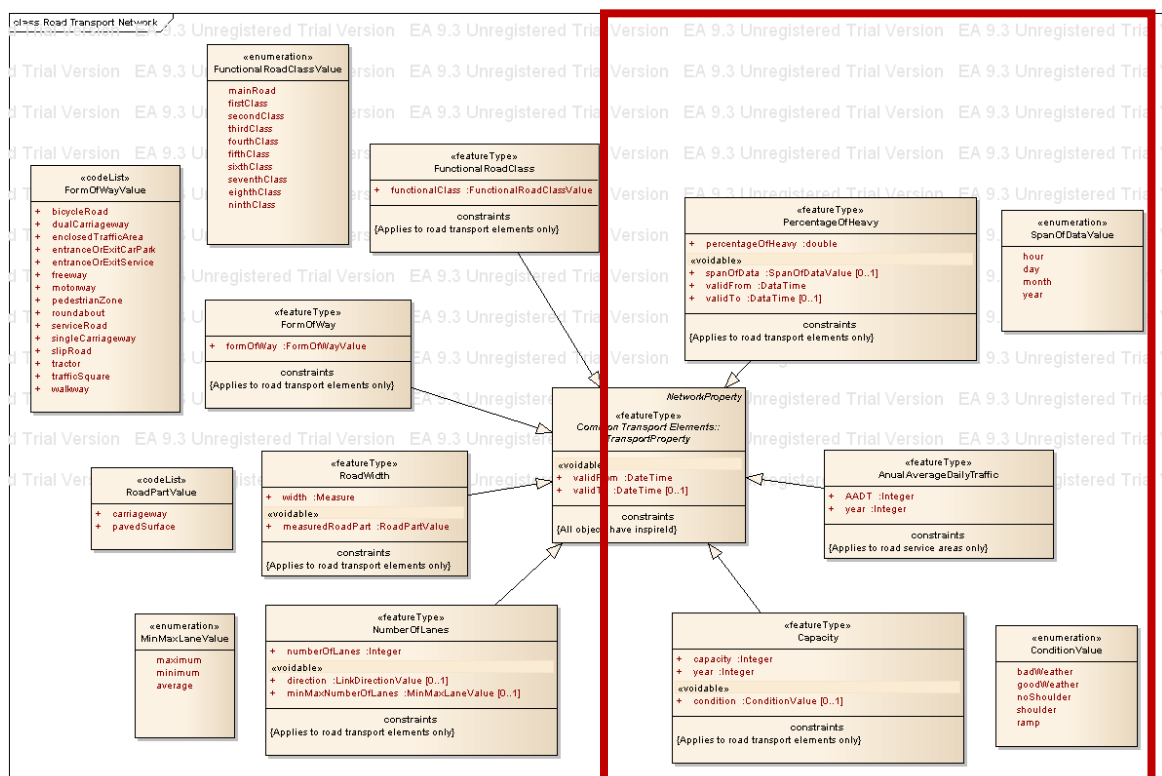 class Road Transport Network
EA 9.3 Unregistered Trial Version
«enumeration»
FunctionalRoadClassValue
mainRoad
firstClass
secondClass
thirdClass
fourthClass
fifthClass
sixthClass
seventhClass
eighthClass
ninthClass
«featureType»
FunctionalRoadClass
+ functionalClass :FunctionalRoadClassValue
constraints
{Applies to road transport elements only}
«codeList»
FormOfWayValue
+ bicycleRoad
+ dualCarriageway
+ enclosedTrafficArea
+ entranceOrExitCarPark
+ entranceOrExitService
+ freeway
+ motorway
+ pedestrianZone
+ roundabout
+ serviceRoad
+ singleCarriageway
+ slipRoad
+ tractor
+ trafficSquare
+ walkway
«featureType»
FormOfWay
+ formOfWay :FormOfWayValue
constraints
{Applies to road transport elements only}
«featureType»
PercentageOfHeavy
+ percentageOfHeavy :double
«voidable»
+ spanOfData :SpanOfDataValue [0..1]
+ validFrom :DataTime
+ validTo :DataTime [0..1]
constraints
{Applies to road transport elements only}
«enumeration»
SpanOfDataValue
hour
day
month
year
NetworkProperty
«featureType»
Common Transport Elements::
TransportProperty
«voidable»
+ validFrom :DateTime
+ validTo :DateTime [0..1]
constraints
{All objects have inspireId}
«codeList»
RoadPartValue
+ carriageway
+ pavedSurface
«featureType»
RoadWidth
+ width :Measure
«voidable»
+ measuredRoadPart :RoadPartValue
constraints
{Applies to road transport elements only}
«featureType»
AnualAverageDailyTraffic
+ AADT :Integer
+ year :Integer
constraints
{Applies to road service areas only}
«enumeration»
MinMaxLaneValue
maximum
minimum
average
«featureType»
NumberOfLanes
+ numberOfLanes :Integer
«voidable»
+ direction :LinkDirectionValue [0..1]
+ minMaxNumberOfLanes :MinMaxLaneValue [0..1]
constraints
{Applies to road transport elements only}
«featureType»
Capacity
+ capacity :Integer
+ year :Integer
«voidable»
+ condition :ConditionValue [0..1]
constraints
{Applies to road transport elements only}
«enumeration»
ConditionValue
badWeather
goodWeather
noShoulder
shoulder
ramp